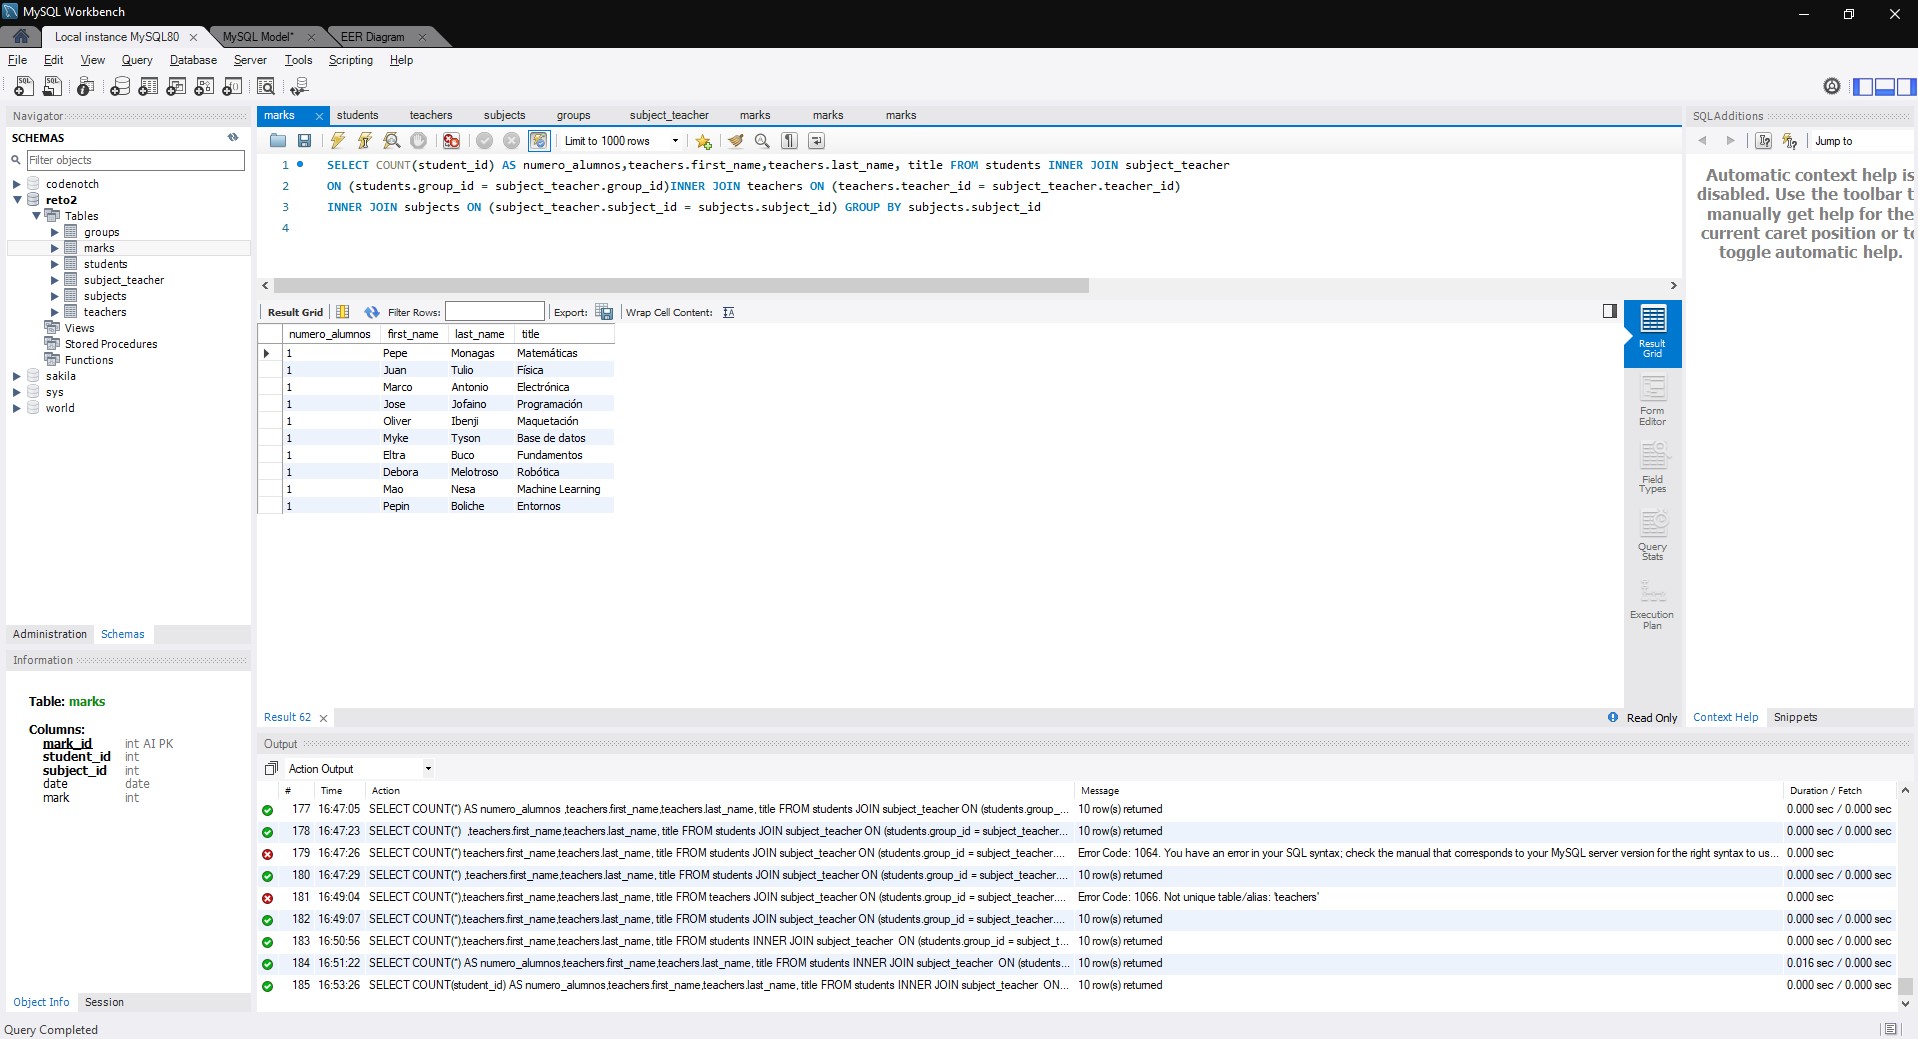 MySQL Workbench
Local instance MySQL80
MySQL Model*
EER Diagram
File Edit View Query Database Server Tools Scripting Help
Navigator
SCHEMAS
Filter objects
codenotch
reto2
Tables
groups
marks
students
subject_teacher
subjects
teachers
Views
Stored Procedures
Functions
sakila
sys
world
Administration Schemas
Information
Table: marks
Columns:
mark_id int AI PK
student_id int
subject_id int
date date
mark int
Object Info Session
marks students teachers subjects groups subject_teacher marks marks marks
Limit to 1000 rows
1 SELECT COUNT(student_id) AS numero_alumnos,teachers.first_name,teachers.last_name, title FROM students INNER JOIN subject_teacher
2 ON (students.group_id = subject_teacher.group_id)INNER JOIN teachers ON (teachers.teacher_id = subject_teacher.teacher_id)
3 INNER JOIN subjects ON (subject_teacher.subject_id = subjects.subject_id) GROUP BY subjects.subject_id
4
Result Grid Filter Rows: Export: Wrap Cell Content:
numero_alumnos first_name last_name title
1 Pepe Monagas Matemáticas
1 Juan Tulio Física
1 Marco Antonio Electrónica
1 Jose Jofaino Programación
1 Oliver Ibenji Maquetación
1 Myke Tyson Base de datos
1 Eltra Buco Fundamentos
1 Debora Melotroso Robótica
1 Mao Nesa Machine Learning
1 Pepin Boliche Entornos
Result
Grid
Form
Editor
Field
Types
Query
Stats
Execution
Plan
Result 62
Read Only
SQLAdditions
Jump to
Automatic context help is
disabled. Use the toolbar t
manually get help for the
current caret position or to
toggle automatic help.
Context Help Snippets
Output
Action Output
# Time Action Message Duration / Fetch
177 16:47:05 SELECT COUNT(*) AS numero_alumnos ,teachers.first_name,teachers.last_name, title FROM students JOIN subject_teacher ON (students.group_... 10 row(s) returned 0.000 sec / 0.000 sec
178 16:47:23 SELECT COUNT(*) ,teachers.first_name,teachers.last_name, title FROM students JOIN subject_teacher ON (students.group_id = subject_teacher... 10 row(s) returned 0.000 sec / 0.000 sec
179 16:47:26 SELECT COUNT(*) teachers.first_name,teachers.last_name, title FROM students JOIN subject_teacher ON (students.group_id = subject_teacher.... Error Code: 1064. You have an error in your SQL syntax; check the manual that corresponds to your MySQL server version for the right syntax to us... 0.000 sec
180 16:47:29 SELECT COUNT(*) ,teachers.first_name,teachers.last_name, title FROM students JOIN subject_teacher ON (students.group_id = subject_teacher.... 10 row(s) returned 0.000 sec / 0.000 sec
181 16:49:04 SELECT COUNT(*),teachers.first_name,teachers.last_name, title FROM teachers JOIN subject_teacher ON (students.group_id = subject_teacher.... Error Code: 1066. Not unique table/alias: 'teachers' 0.000 sec
182 16:49:07 SELECT COUNT(*),teachers.first_name,teachers.last_name, title FROM students JOIN subject_teacher ON (students.group_id = subject_teacher.... 10 row(s) returned 0.000 sec / 0.000 sec
183 16:50:56 SELECT COUNT(*),teachers.first_name,teachers.last_name, title FROM students INNER JOIN subject_teacher ON (students.group_id = subject_t... 10 row(s) returned 0.000 sec / 0.000 sec
184 16:51:22 SELECT COUNT(*) AS numero_alumnos,teachers.first_name,teachers.last_name, title FROM students INNER JOIN subject_teacher ON (students... 10 row(s) returned 0.016 sec / 0.000 sec
185 16:53:26 SELECT COUNT(student_id) AS numero_alumnos,teachers.first_name,teachers.last_name, title FROM students INNER JOIN subject_teacher ON... 10 row(s) returned 0.000 sec / 0.000 sec
Query Completed